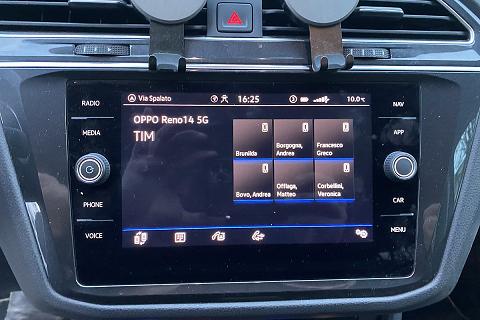 RADIO
MEDIA
PHONE
VOICE
Via Spalato
16:25
10.0°C
OPPO Reno14 5G
TIM
Brunilda
Borgogna,
Andrea
Francesco
Greco
Bovo, Andrea
Offlaga,
Matteo
Corbellini,
Veronica
NAV
APP
CAR
MENU